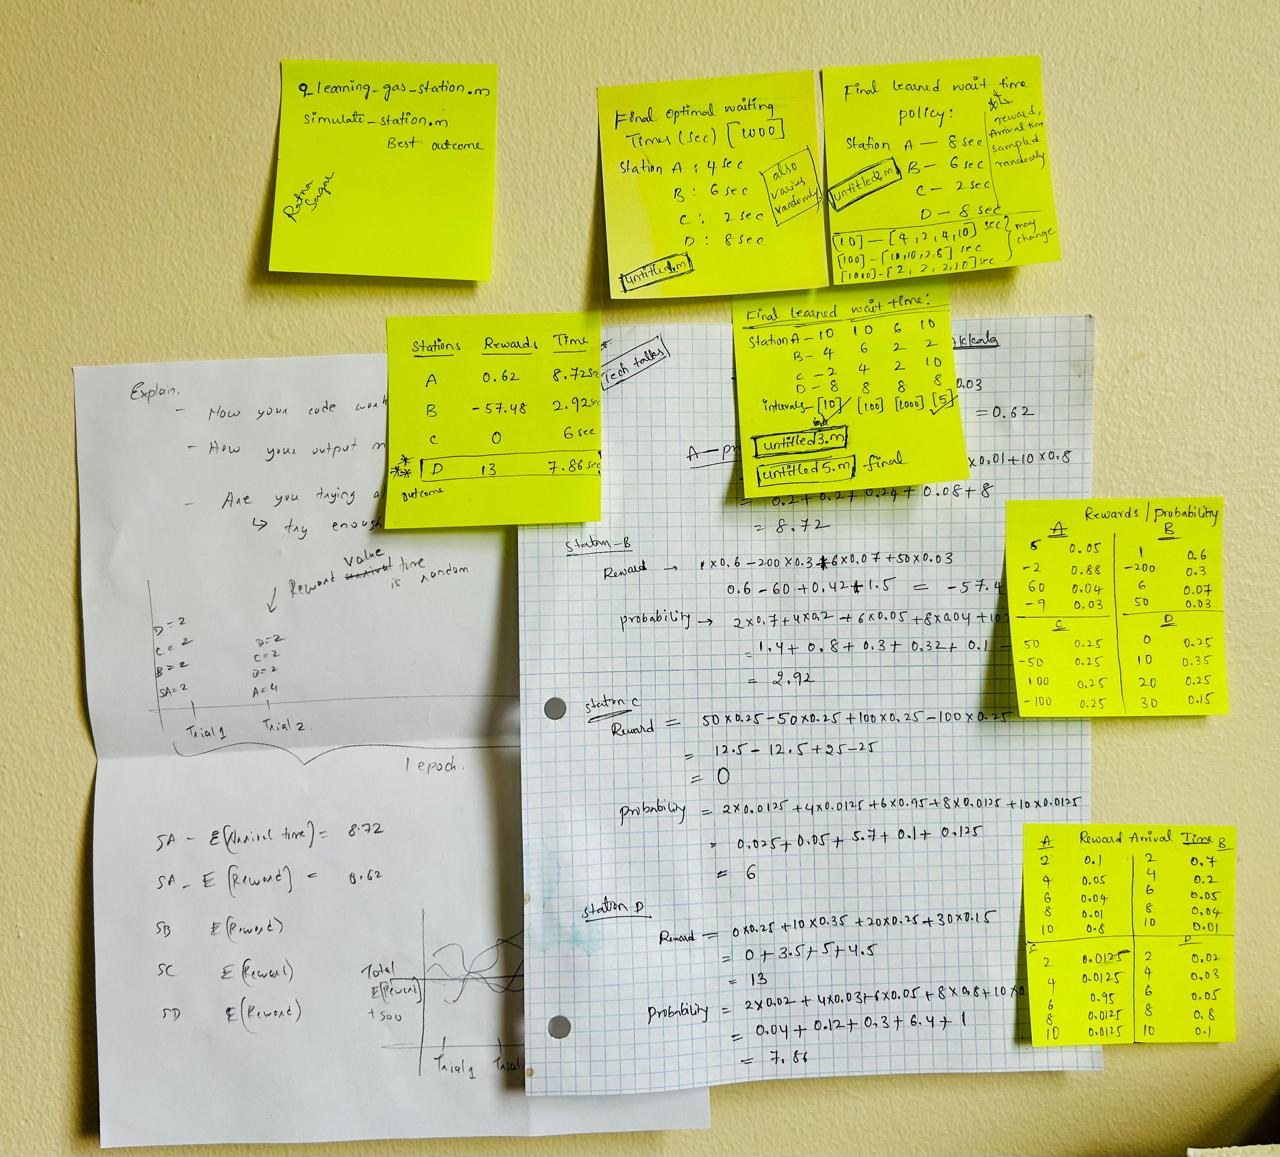 Q learning_gas_station.m
simulate_station.m
Best outcome
Ratna
Sagar
Final optimal waiting
Times (sec) [1000]
Station A : 4 sec
B : 6 sec
C : 2 sec
D : 8 sec
also
varies
randomly
untitled.m
Final learned wait time
policy:
reward,
Arrival time
sampled
randomly
Station A — 8 sec
B — 6 sec
C — 2 sec
D — 8 sec
untitled2.m
[10] — [4, 2, 4, 10] sec
[100] - [10, 10, 2, 8] sec
[1000] - [2, 2, 2, 10] sec
may
change
Final learned wait time:
Station A - 10 10 6 10
B - 4 6 2 2
C - 2 4 2 10
D - 8 8 8 8
intervals - [10] [100] [1000] [5]
untitled3.m
untitled5.m - final
Stations Rewards Time
A 0.62 8.72 sec
B -57.48 2.92 sec
C 0 6 sec
D 13 7.86 sec
outcome
Explain.
- How your code
- How your output
- Are you trying
↳ try enough
Reward value time
is random
D=2
C=2
B=2
SA=2
D=2
C=2
B=2
A=4
Trial 1 Trial 2
1 epoch.
SA - E[Arrival time] = 8.72
SA - E[Reward] = 0.62
SB E[Reward]
SC E[Reward]
SD E[Reward]
Total
E[Reward]
+500
Trial 1
Tech talks
0.03
= 0.62
x0.01 + 10 x 0.8
= 0.2 + 0.2 + 0.24 + 0.08 + 8
= 8.72
Station-B
Reward → 1 x 0.6 - 200 x 0.3 + 6 x 0.07 + 50 x 0.03
0.6 - 60 + 0.42 + 1.5 = -57.4
probability → 2 x 0.7 + 4 x 0.2 + 6 x 0.05 + 8 x 0.04 + 10
= 1.4 + 0.8 + 0.3 + 0.32 + 0.1
= 2.92
Station C
Reward = 50 x 0.25 - 50 x 0.25 + 100 x 0.25 - 100 x 0.25
= 12.5 - 12.5 + 25 - 25
= 0
probability = 2 x 0.0125 + 4 x 0.0125 + 6 x 0.95 + 8 x 0.0125 + 10 x 0.0125
= 0.025 + 0.05 + 5.7 + 0.1 + 0.125
= 6
Station D
Reward = 0 x 0.25 + 10 x 0.35 + 20 x 0.25 + 30 x 0.15
= 0 + 3.5 + 5 + 4.5
= 13
Probability = 2 x 0.02 + 4 x 0.03 + 6 x 0.05 + 8 x 0.8 + 10 x 0
= 0.04 + 0.12 + 0.3 + 6.4 + 1
= 7.86
Rewards / probability
A B
5 0.05 1 0.6
-2 0.88 -200 0.3
60 0.04 6 0.07
-9 0.03 50 0.03
C D
50 0.25 0 0.25
-50 0.25 10 0.35
100 0.25 20 0.25
-100 0.25 30 0.15
A Reward Arrival Time B
2 0.1 2 0.7
4 0.05 4 0.2
6 0.04 6 0.05
8 0.01 8 0.04
10 0.8 10 0.01
C D
2 0.0125 2 0.02
4 0.0125 4 0.03
6 0.95 6 0.05
8 0.0125 8 0.8
10 0.0125 10 0.1